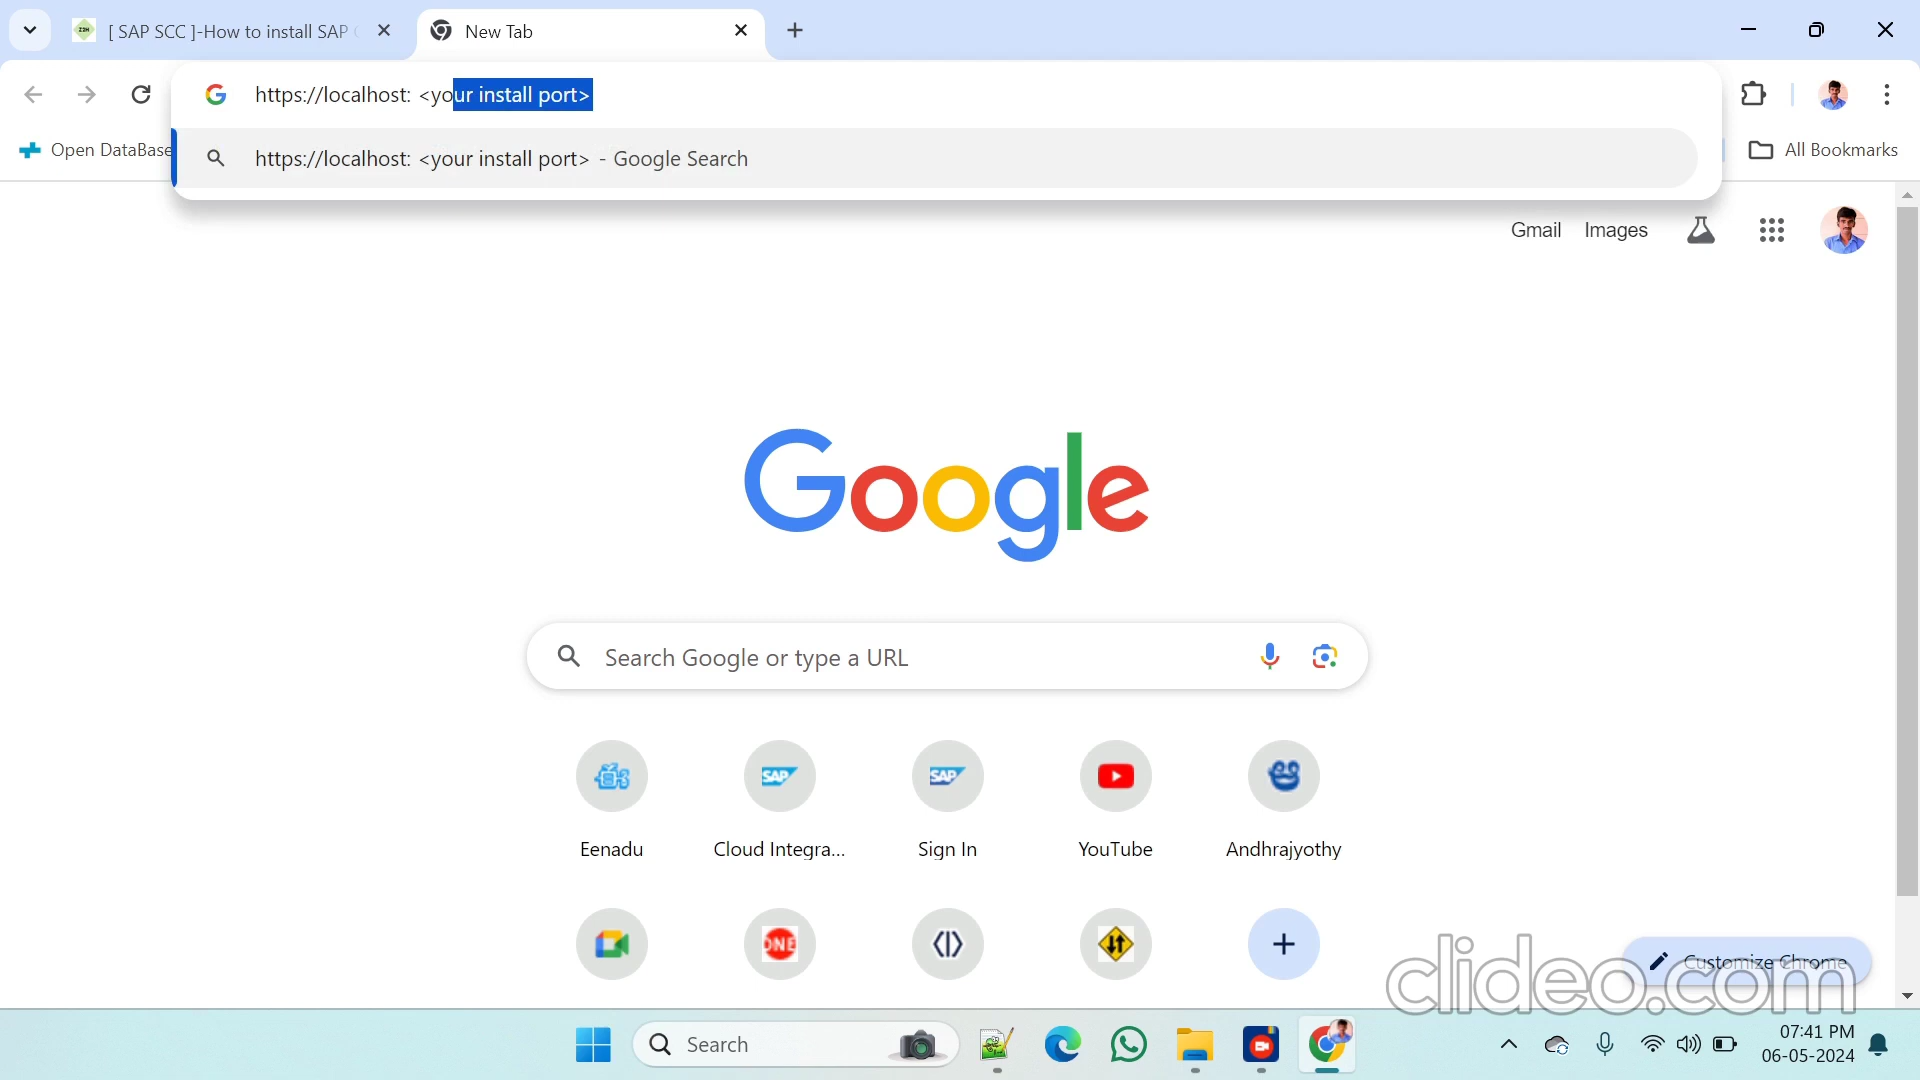 [ SAP SCC ]-How to install SAP
New Tab
https://localhost: <your install port>
Open DataBase
https://localhost: <your install port> - Google Search
All Bookmarks
Gmail
Images
Google
Search Google or type a URL
SAP
SAP
Eenadu
Cloud Integra...
Sign In
YouTube
Andhrajyothy
ONE
Customize Chrome
clideo.com
Search
07:41 PM
06-05-2024